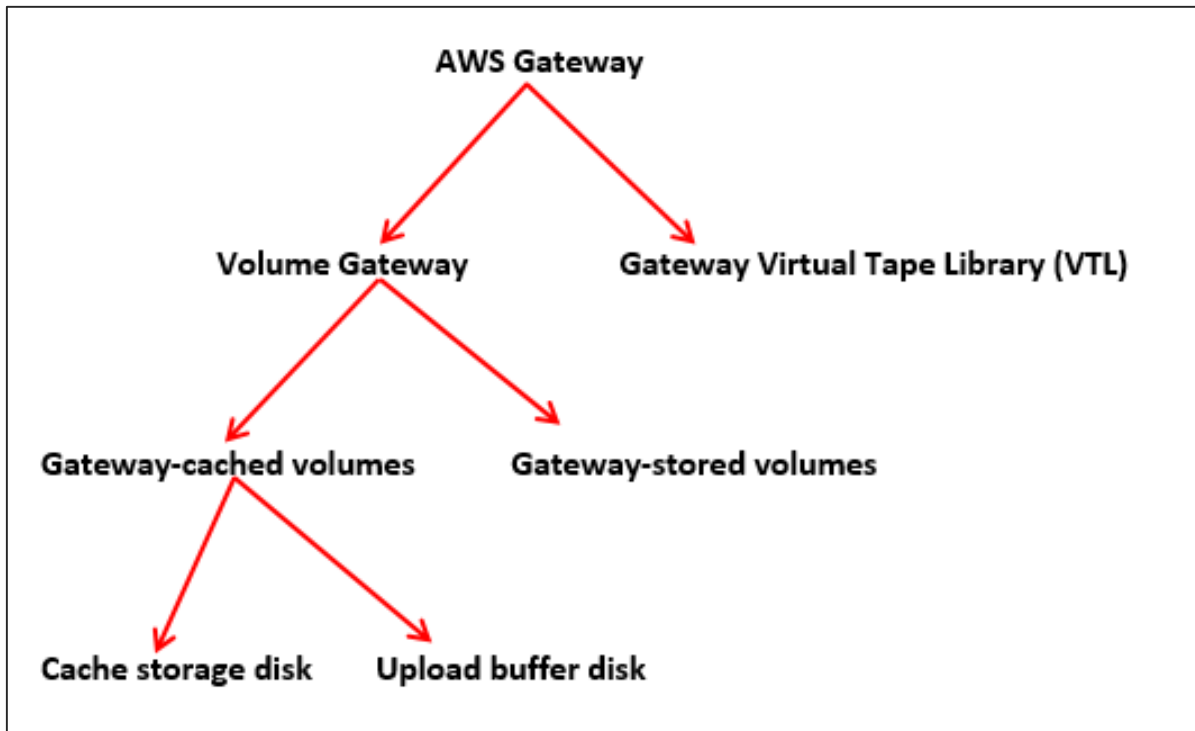 AWS Gateway
Volume Gateway
Gateway Virtual Tape Library (VTL)
Gateway-cached volumes
Gateway-stored volumes
Cache storage disk
Upload buffer disk